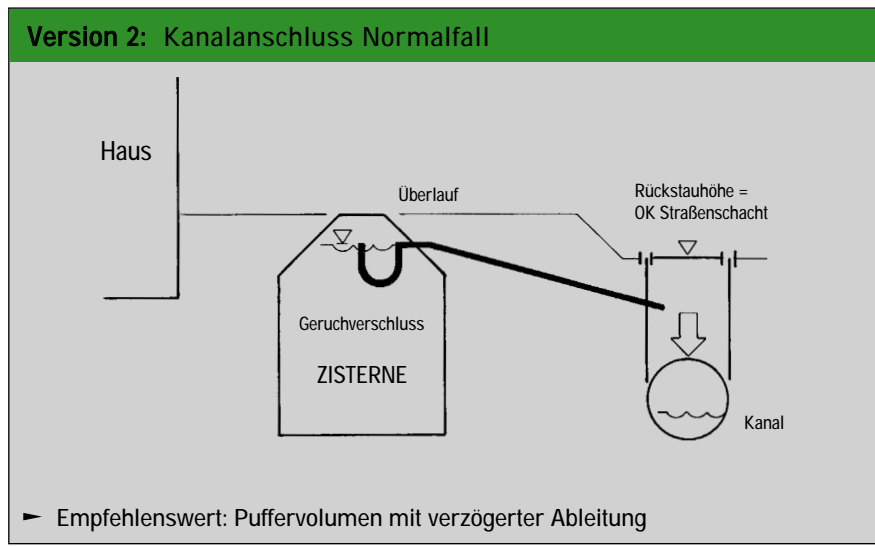 Version 2: Kanalanschluss Normalfall
Haus
Überlauf
Rückstauhöhe =
OK Straßenschacht
Geruchverschluss
ZISTERNE
Kanal
► Empfehlenswert: Puffervolumen mit verzögerter Ableitung